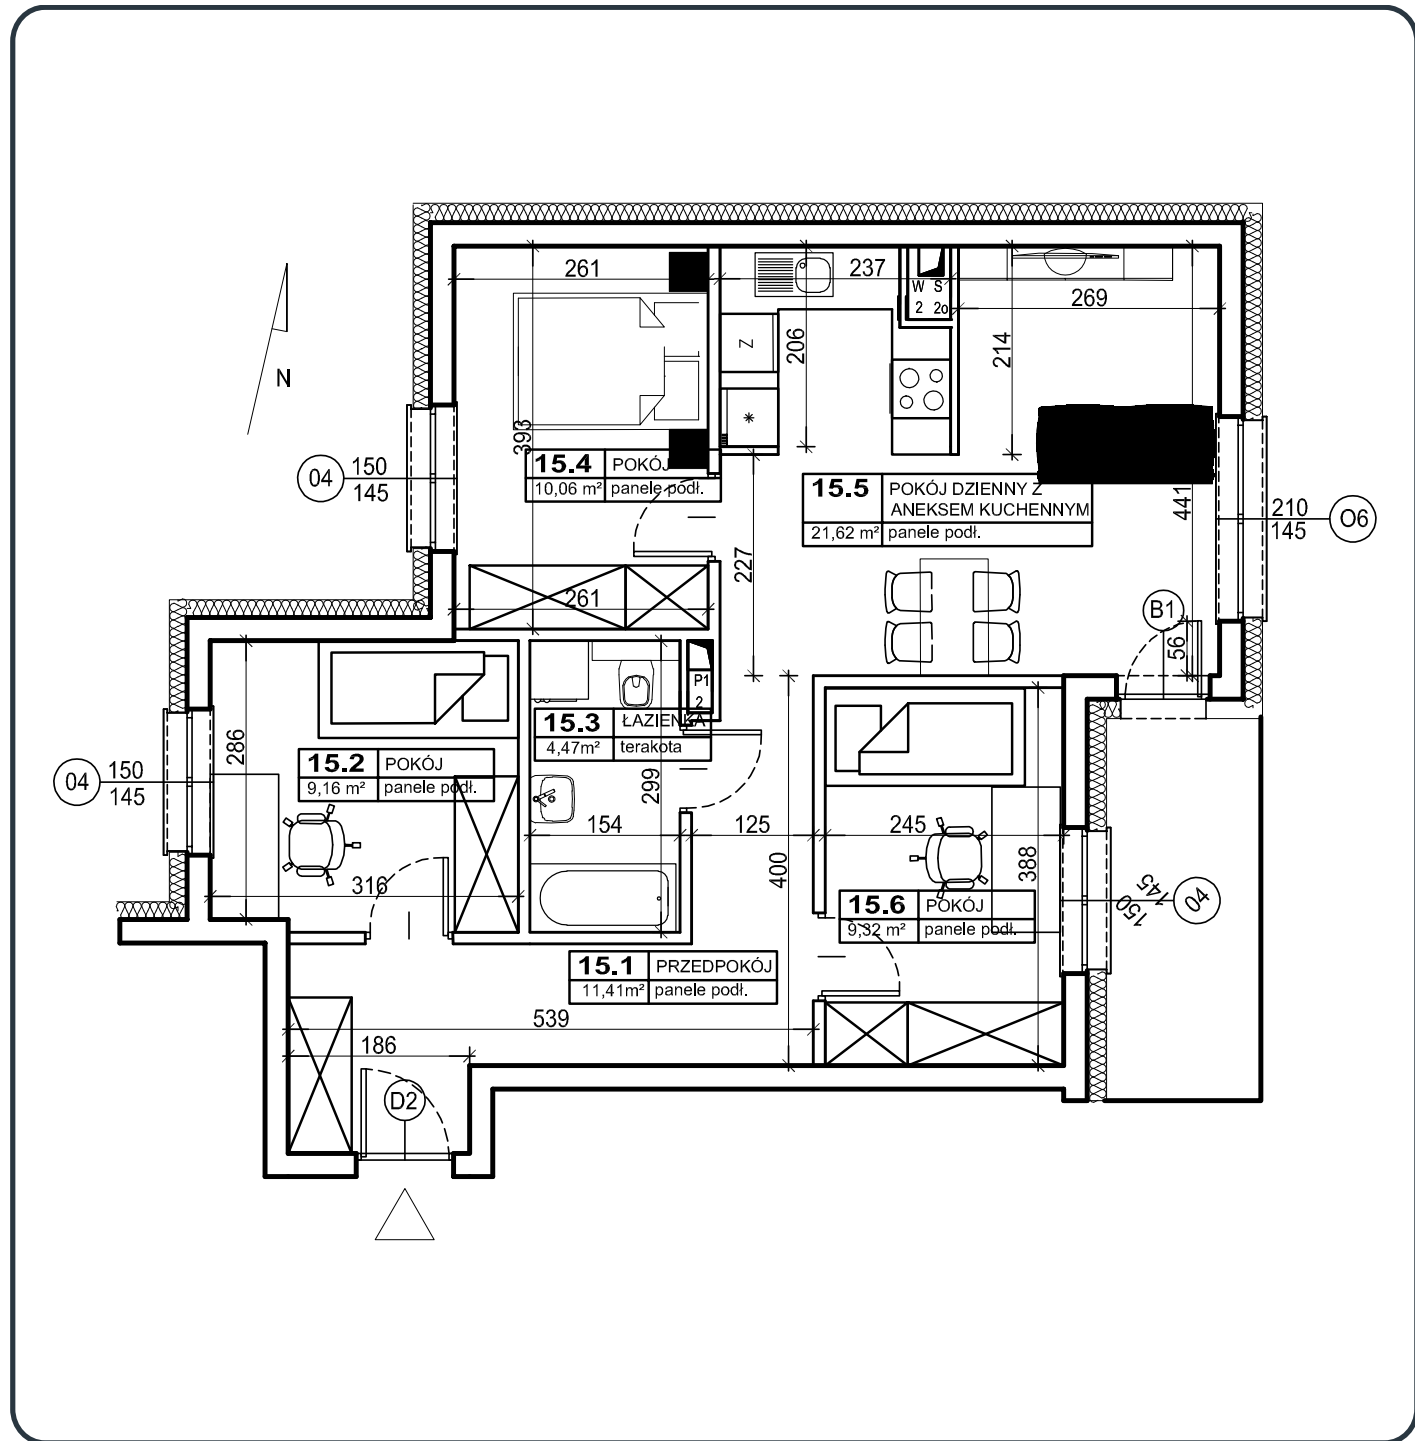 261
237
269
W S
2 2o
206
214
Z
N
393
15.4 POKÓJ
10,06 m² panele podł.
04 150
145
15.5 POKÓJ DZIENNY Z
ANEKSEM KUCHENNYM
21,62 m² panele podł.
441
210
145
O6
227
261
B1
56
P1
2
15.3 ŁAZIENKA
4,47m² terakota
286
15.2 POKÓJ
9,16 m² panele podł.
04 150
145
299
154
125
245
400
388
316
15.6 POKÓJ
9,32 m² panele podł.
150
145
04
15.1 PRZEDPOKÓJ
11,41m² panele podł.
539
186
D2